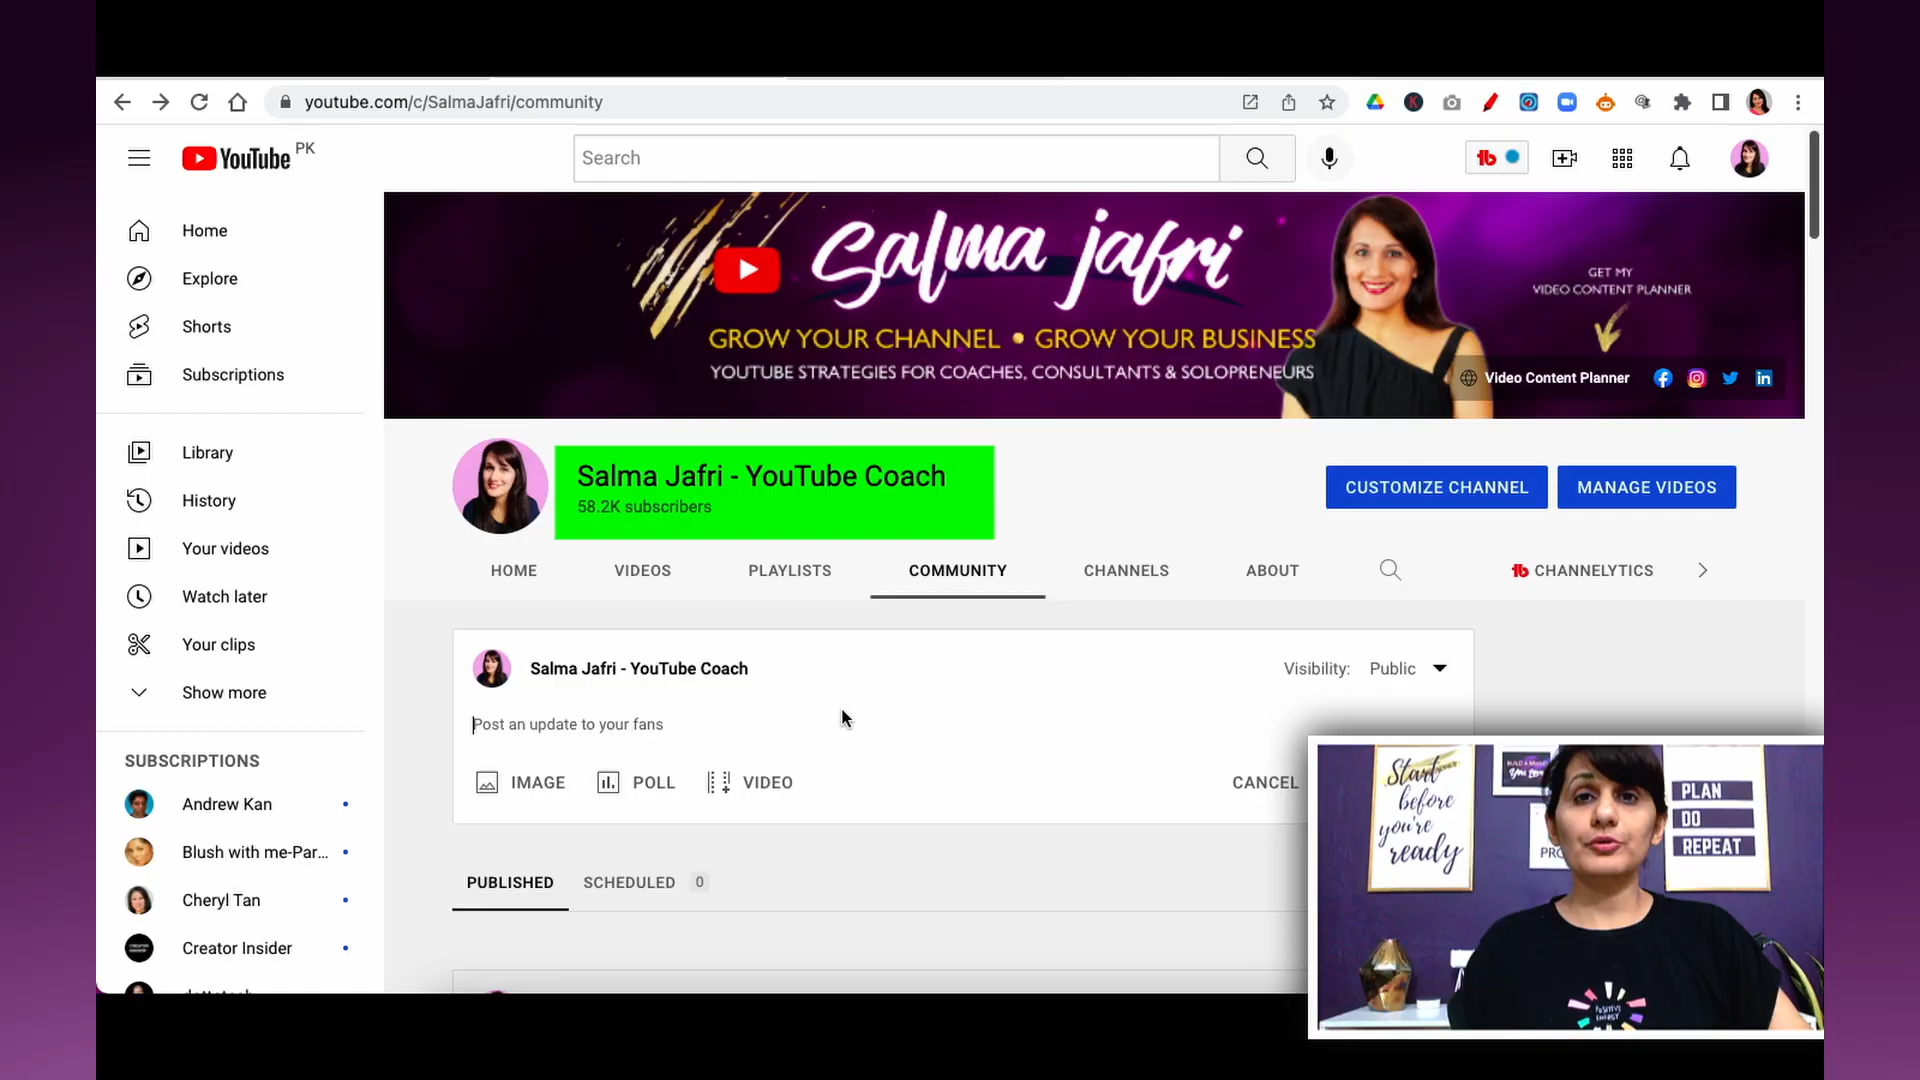 youtube.com/c/SalmaJafri/community
YouTube PK
Search
Home
Explore
Shorts
Subscriptions
Library
History
Your videos
Watch later
Your clips
Show more
SUBSCRIPTIONS
Andrew Kan
Blush with me-Par...
Cheryl Tan
Creator Insider
Salma Jafri
GROW YOUR CHANNEL • GROW YOUR BUSINESS
YOUTUBE STRATEGIES FOR COACHES, CONSULTANTS & SOLOPRENEURS
GET MY
VIDEO CONTENT PLANNER
Video Content Planner
Salma Jafri - YouTube Coach
58.2K subscribers
CUSTOMIZE CHANNEL
MANAGE VIDEOS
HOME VIDEOS PLAYLISTS COMMUNITY CHANNELS ABOUT tb CHANNELYTICS
Salma Jafri - YouTube Coach
Visibility: Public
Post an update to your fans
IMAGE POLL VIDEO
CANCEL
PUBLISHED SCHEDULED 0
Start
before
you're
ready
BUILD A BRAND
PLAN
DO
REPEAT
POSITIVE
ENERGY